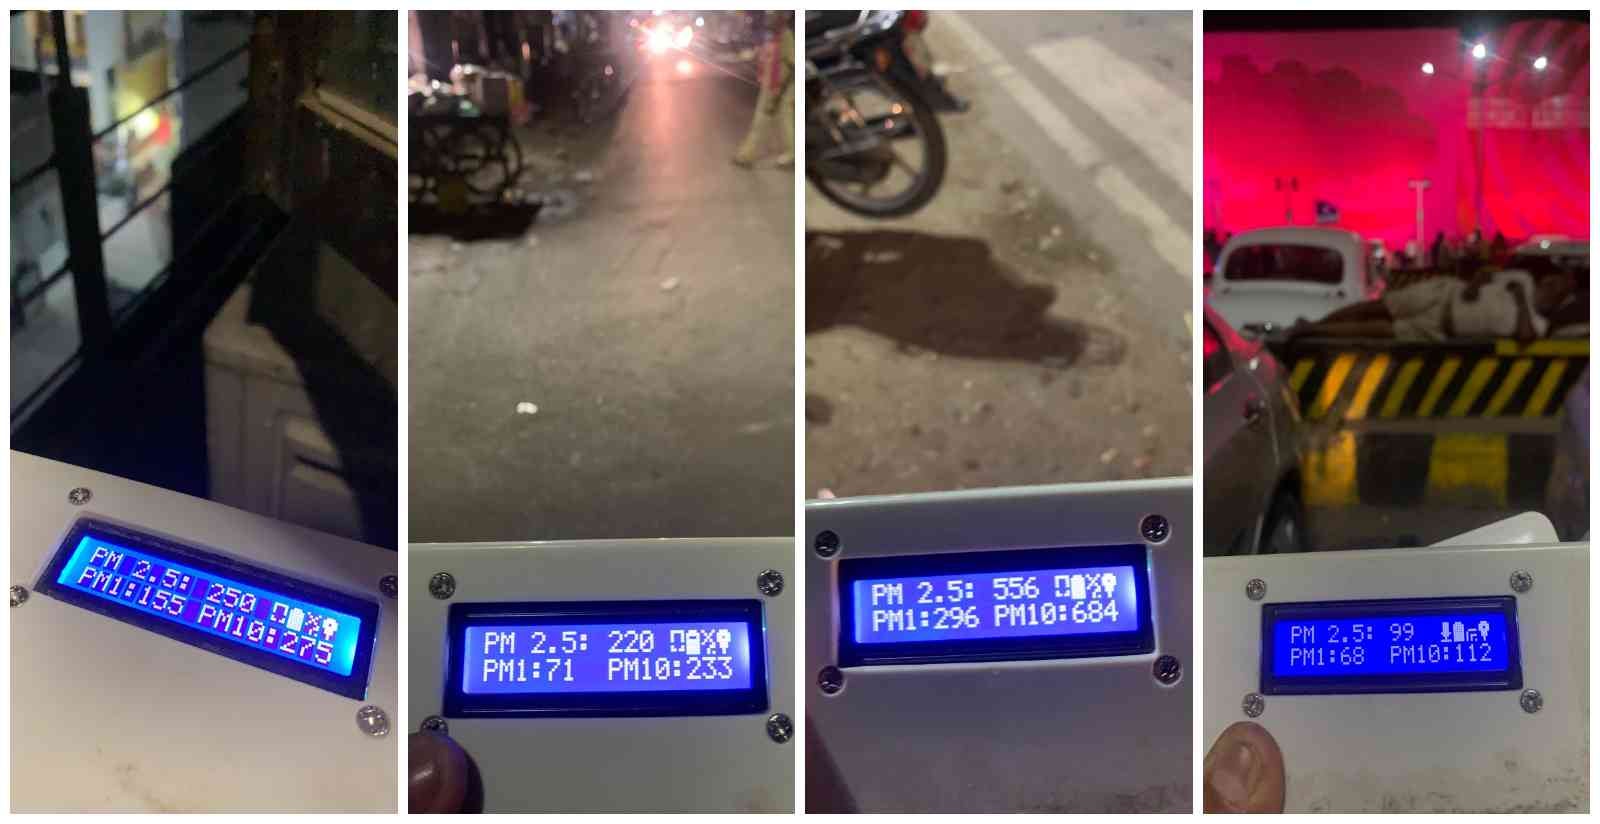 PM 2.5: 250
PM1:155 PM10:275
PM 2.5: 220
PM1:71 PM10:233
PM 2.5: 556
PM1:296 PM10:684
PM 2.5: 99
PM1:68 PM10:112